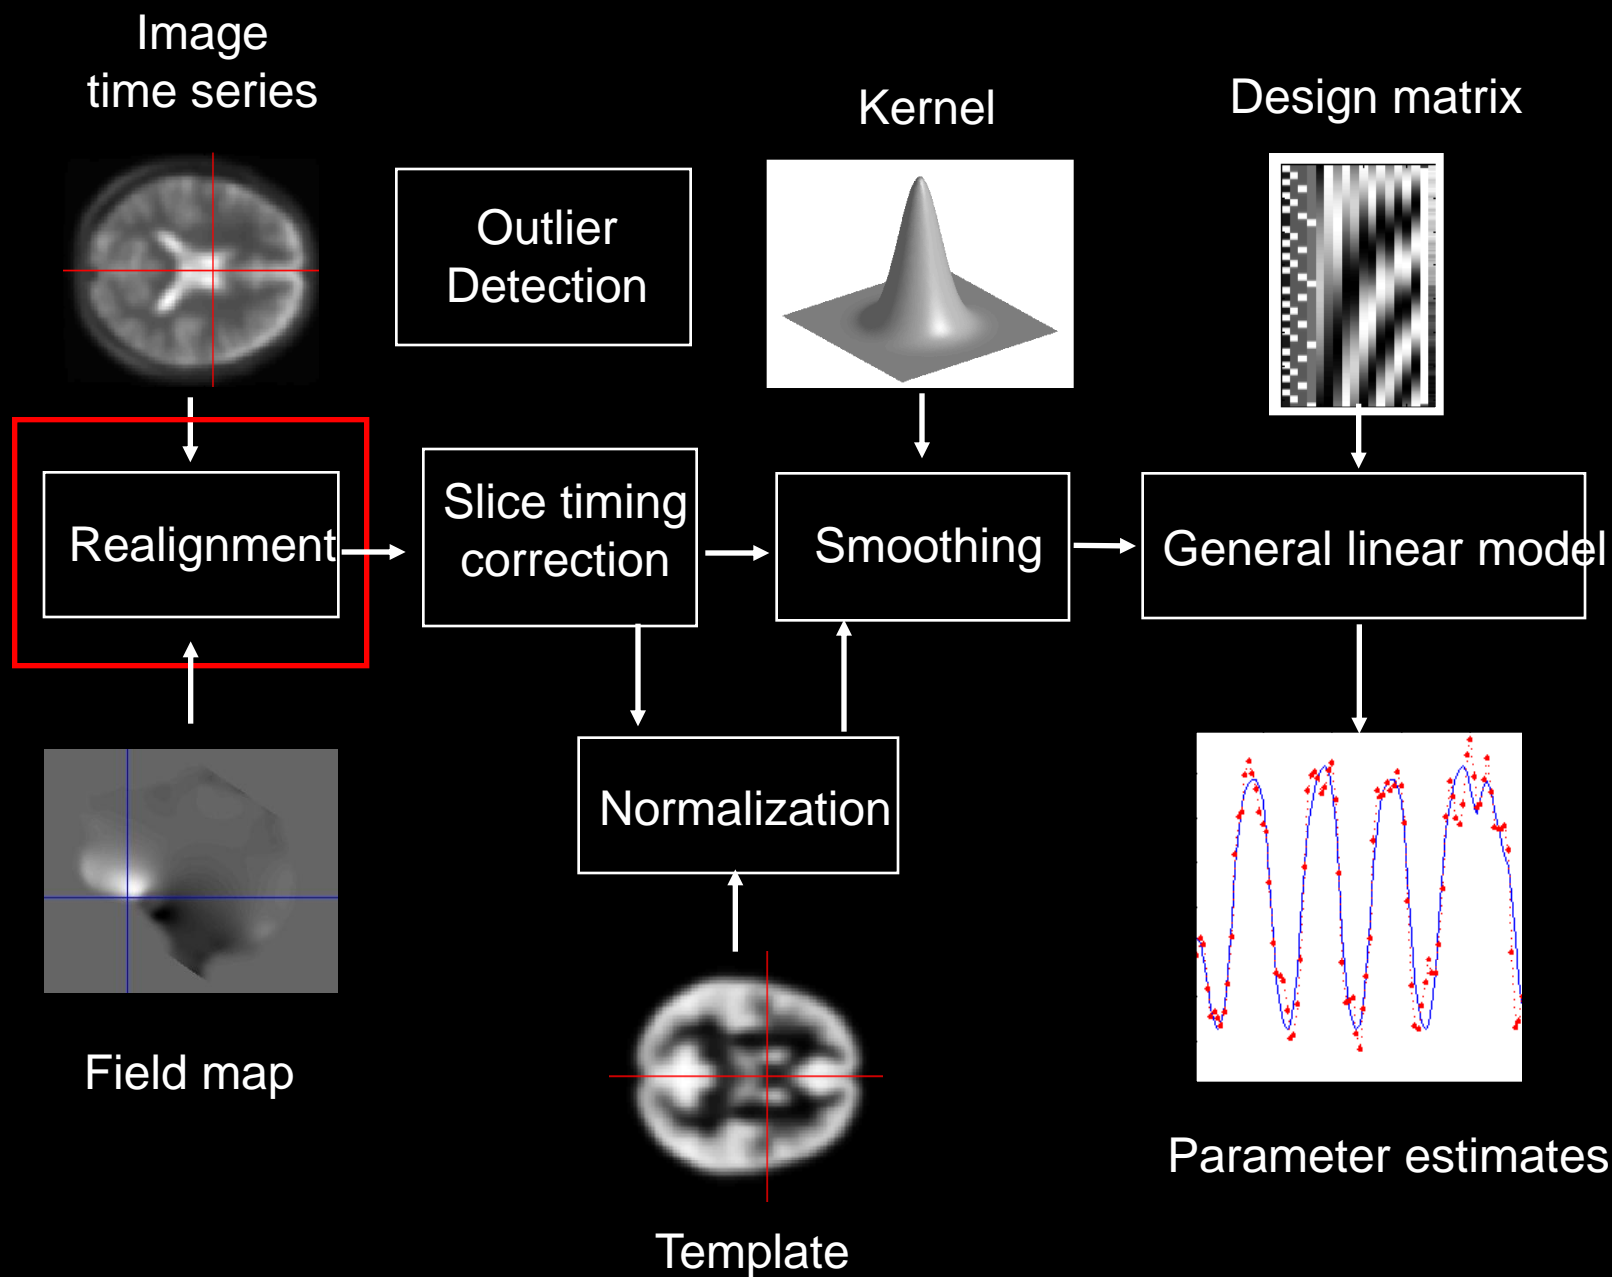 Image
time series
Kernel
Design matrix
Outlier
Detection
Realignment
Slice timing
correction
Smoothing
General linear model
Normalization
Field map
Template
Parameter estimates